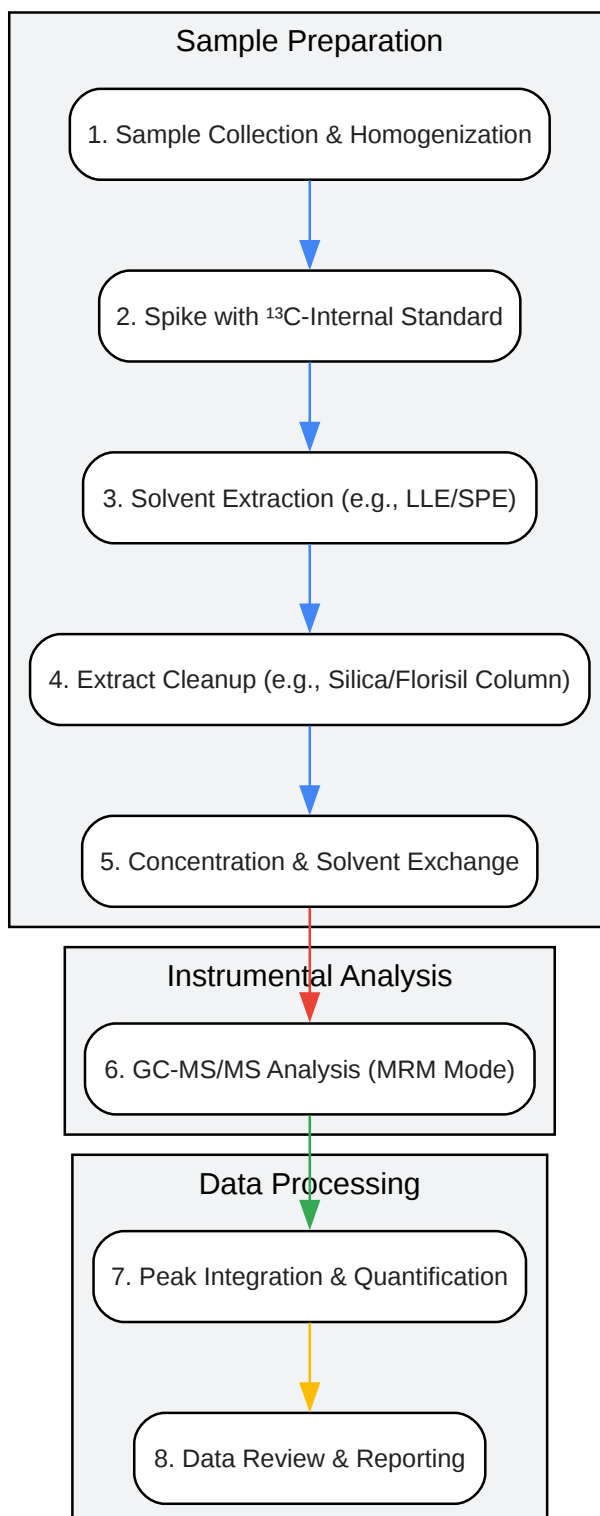 Sample Preparation
1. Sample Collection & Homogenization
2. Spike with ¹³C-Internal Standard
3. Solvent Extraction (e.g., LLE/SPE)
4. Extract Cleanup (e.g., Silica/Florisil Column)
5. Concentration & Solvent Exchange
Instrumental Analysis
6. GC-MS/MS Analysis (MRM Mode)
Data Processing
7. Peak Integration & Quantification
8. Data Review & Reporting